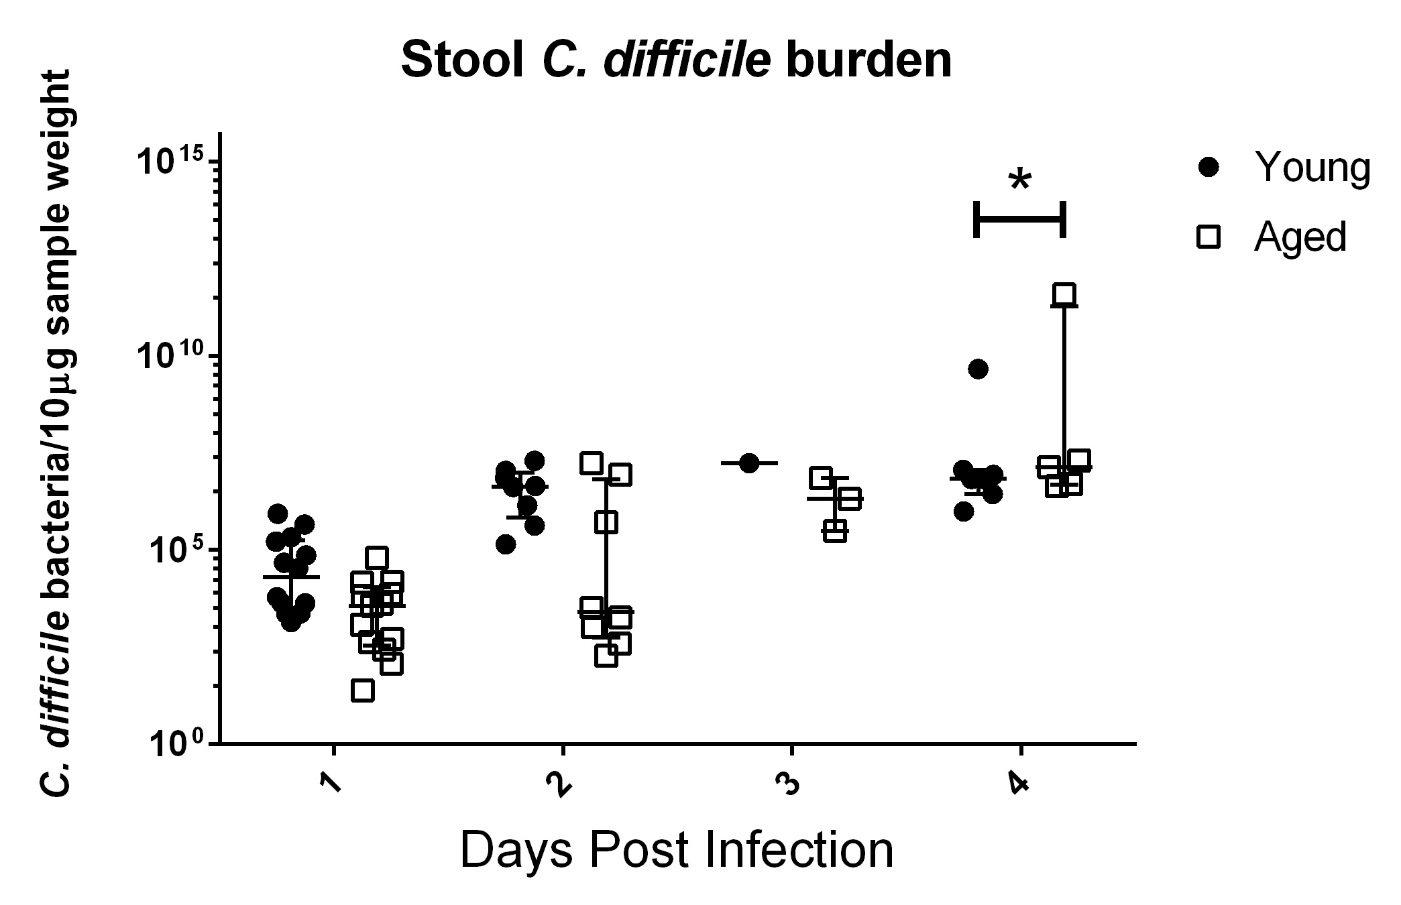 Stool C. difficile burden
C. difficile bacteria/10µg sample weight
10^15
10^10
10^5
10^0
1
2
3
4
Days Post Infection
*
Young
Aged